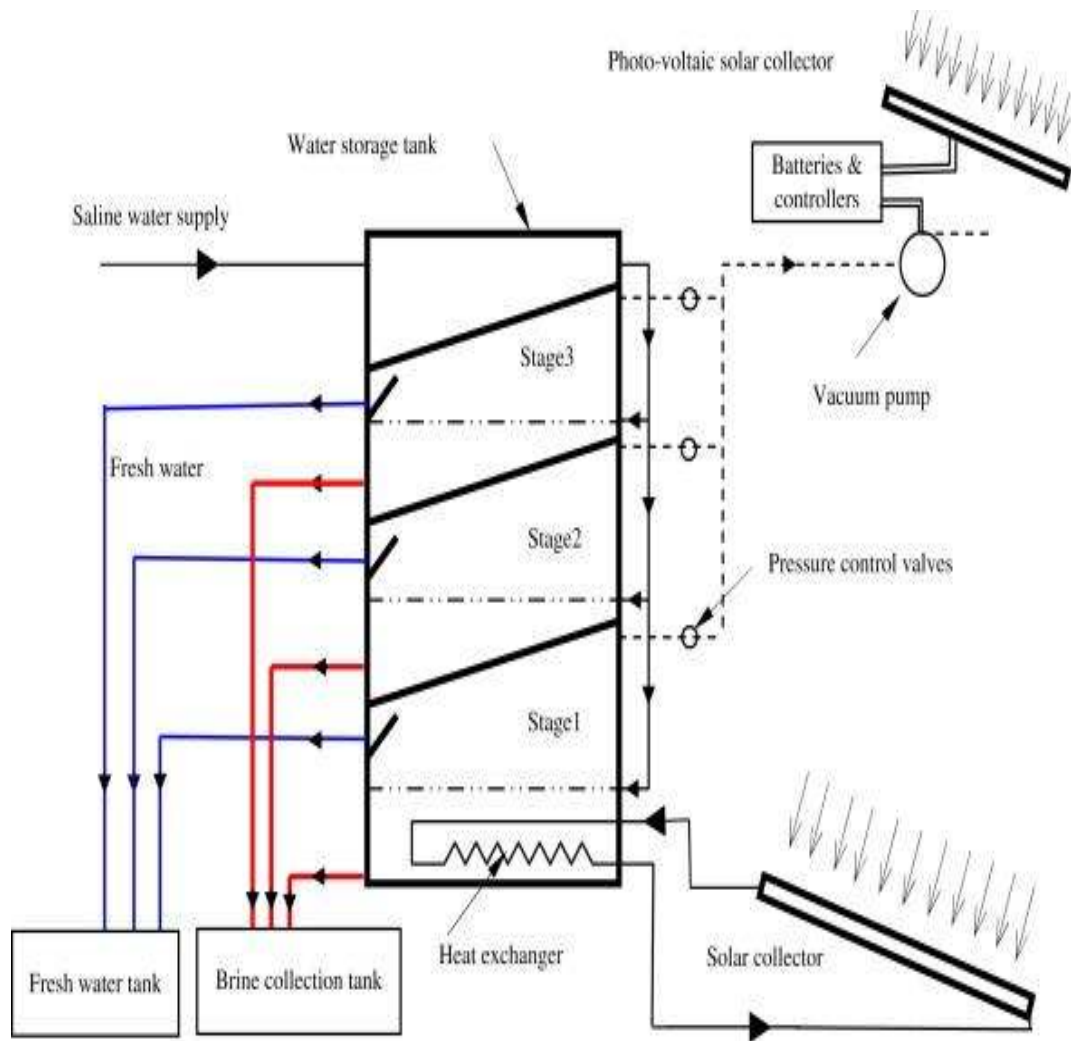 Photo-voltaic solar collector
Water storage tank
Batteries &
controllers
Saline water supply
Stage3
Vacuum pump
Fresh water
Stage2
Pressure control valves
Stage1
Heat exchanger
Solar collector
Fresh water tank
Brine collection tank